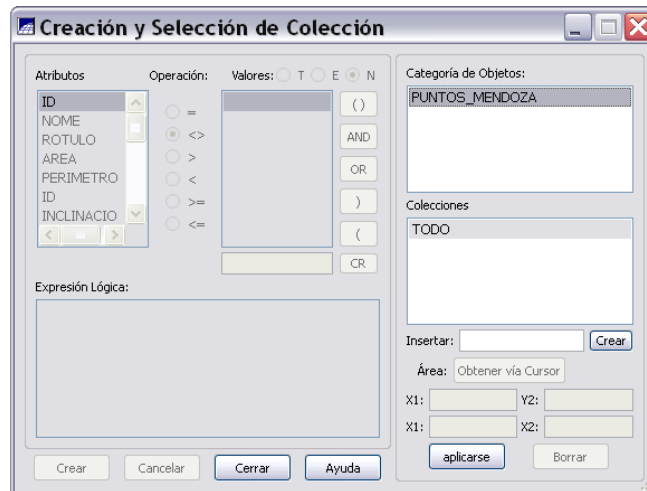 Creación y Selección de Colección
Atributos
Operación:
Valores: T E N
ID
NOME
ROTULO
AREA
PERIMETRO
ID
INCLINACIO
=
<>
>
<
>=
<=
( )
AND
OR
)
(
CR
Expresión Lógica:
Crear
Cancelar
Cerrar
Ayuda
Categoría de Objetos:
PUNTOS_MENDOZA
Colecciones
TODO
Insertar:
Crear
Área: Obtener vía Cursor
X1: Y2:
X1: X2:
aplicarse
Borrar